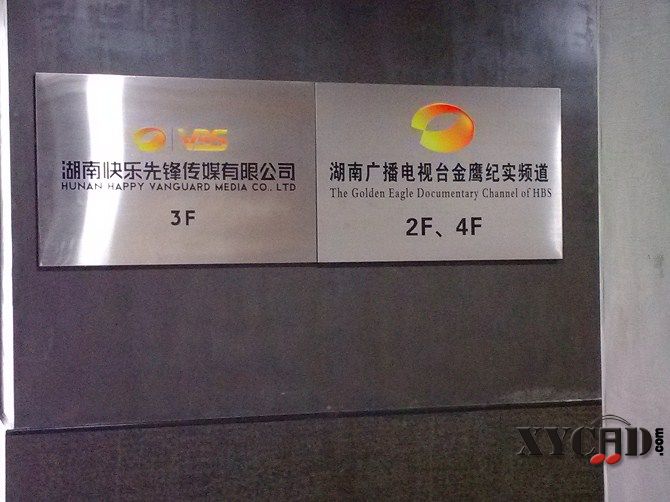 VBS
湖南快乐先锋传媒有限公司
HUNAN HAPPY VANGUARD MEDIA CO., LTD
3F
湖南广播电视台金鹰纪实频道
The Golden Eagle Documentary Channel of HBS
2F、4F
XYCAD.com